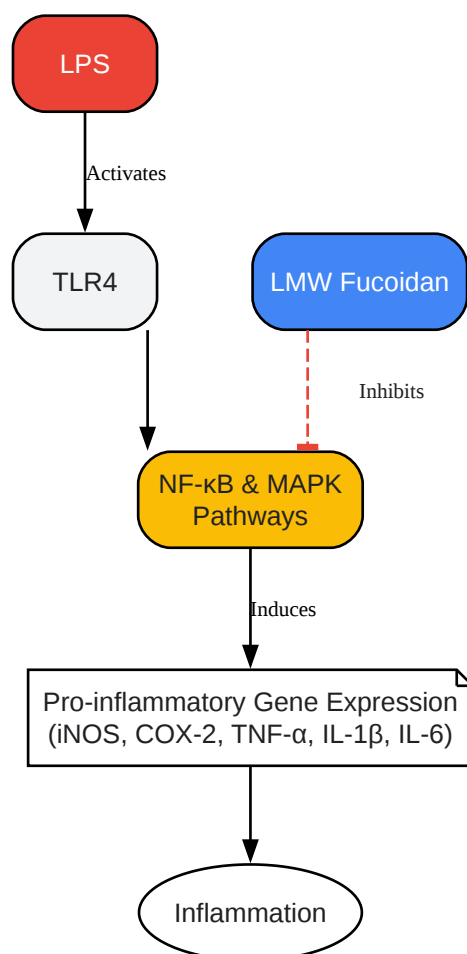 LPS
Activates
TLR4
LMW Fucoidan
Inhibits
NF-κB & MAPK
Pathways
Induces
Pro-inflammatory Gene Expression
(iNOS, COX-2, TNF-α, IL-1β, IL-6)
Inflammation